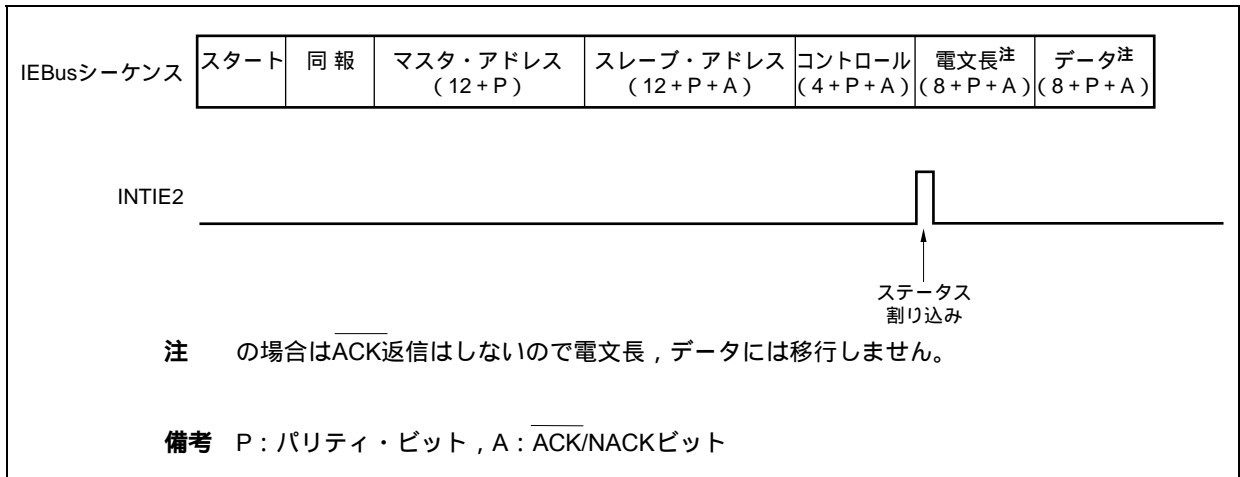 IEBusシーケンス
スタート 同 報 マスタ・アドレス スレーブ・アドレス コントロール 電文長注 データ注
(12+P) (12+P+A) (4+P+A) (8+P+A) (8+P+A)
INTIE2
ステータス
割り込み
注 の場合はACK返信はしないので電文長，データには移行しません。
備考 P：パリティ・ビット，A：ACK/NACKビット